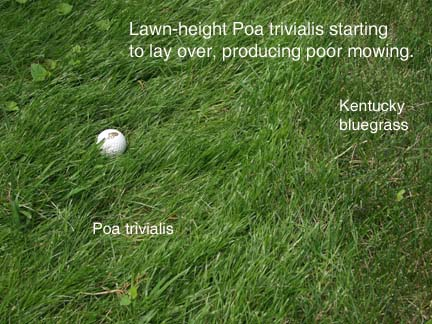 Lawn-height Poa trivialis starting
to lay over, producing poor mowing.
Kentucky
bluegrass
Poa trivialis